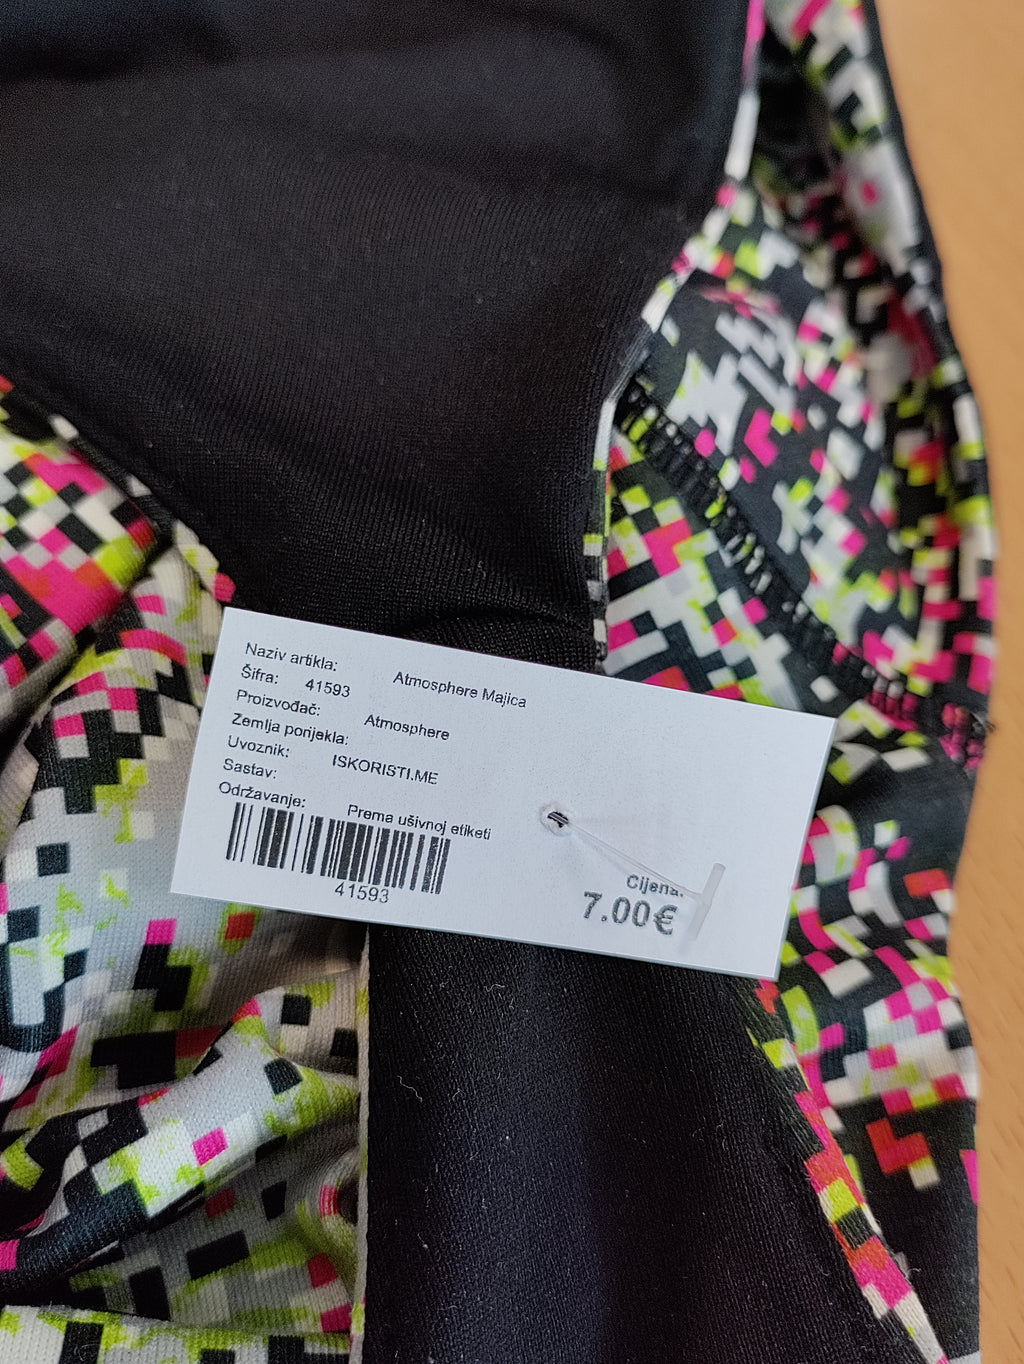 Naziv artikla: Atmosphere Majica
Šifra: 41593
Proizvođač: Atmosphere
Zemlja porijekla:
Uvoznik: ISKORISTI.ME
Sastav:
Održavanje: Prema ušivnoj etiketi
41593
Cijena:
7.00€